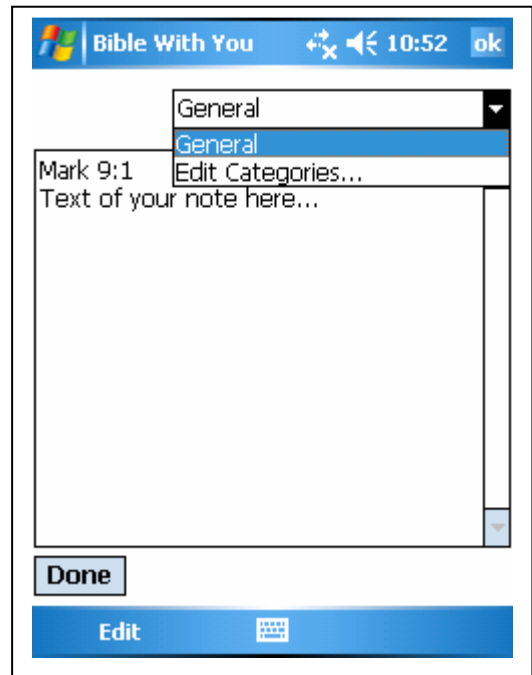 Bible With You 10:52 ok
General
General
Edit Categories...
Mark 9:1
Text of your note here...
Done
Edit